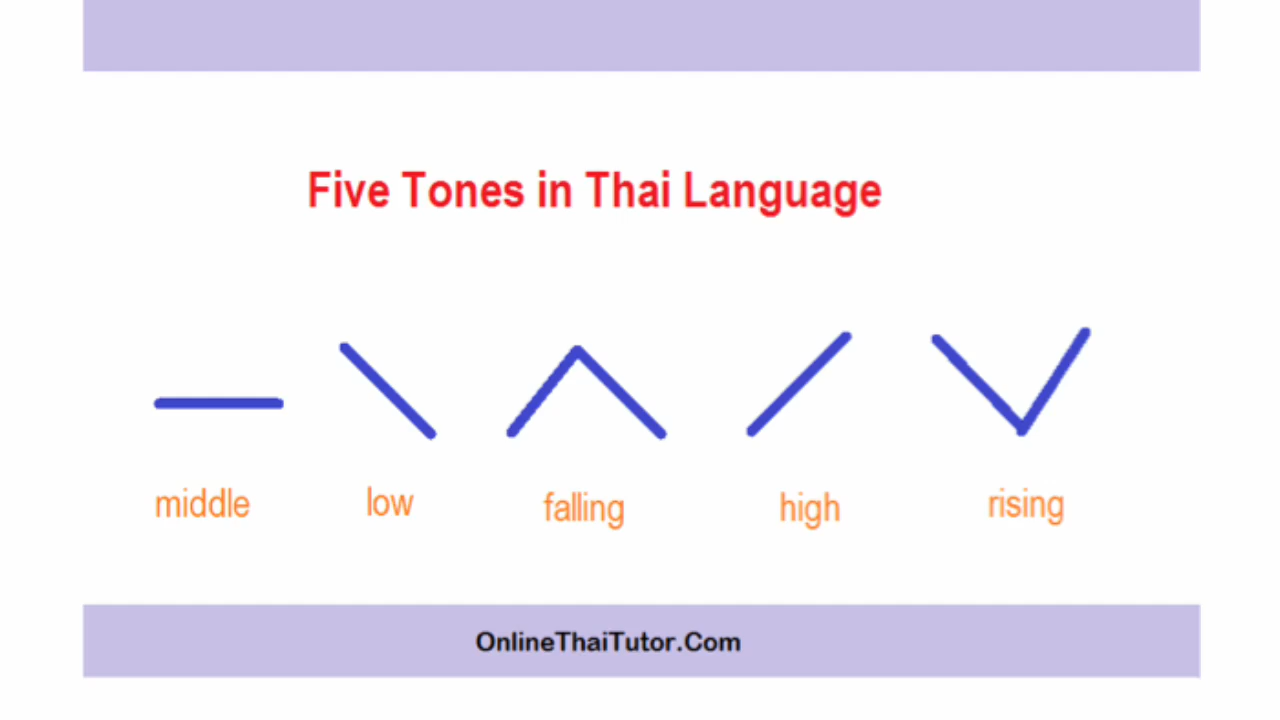 Five Tones in Thai Language
middle low falling high rising
OnlineThaiTutor.Com